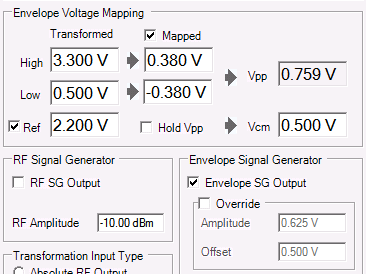 Envelope Voltage Mapping
Transformed Mapped
High 3.300 V 0.380 V
Vpp 0.759 V
Low 0.500 V -0.380 V
Ref 2.200 V Hold Vpp Vcm 0.500 V
RF Signal Generator
RF SG Output
RF Amplitude -10.00 dBm
Envelope Signal Generator
Envelope SG Output
Override
Amplitude 0.625 V
Offset 0.500 V
Transformation Input Type
Absolute RF Output